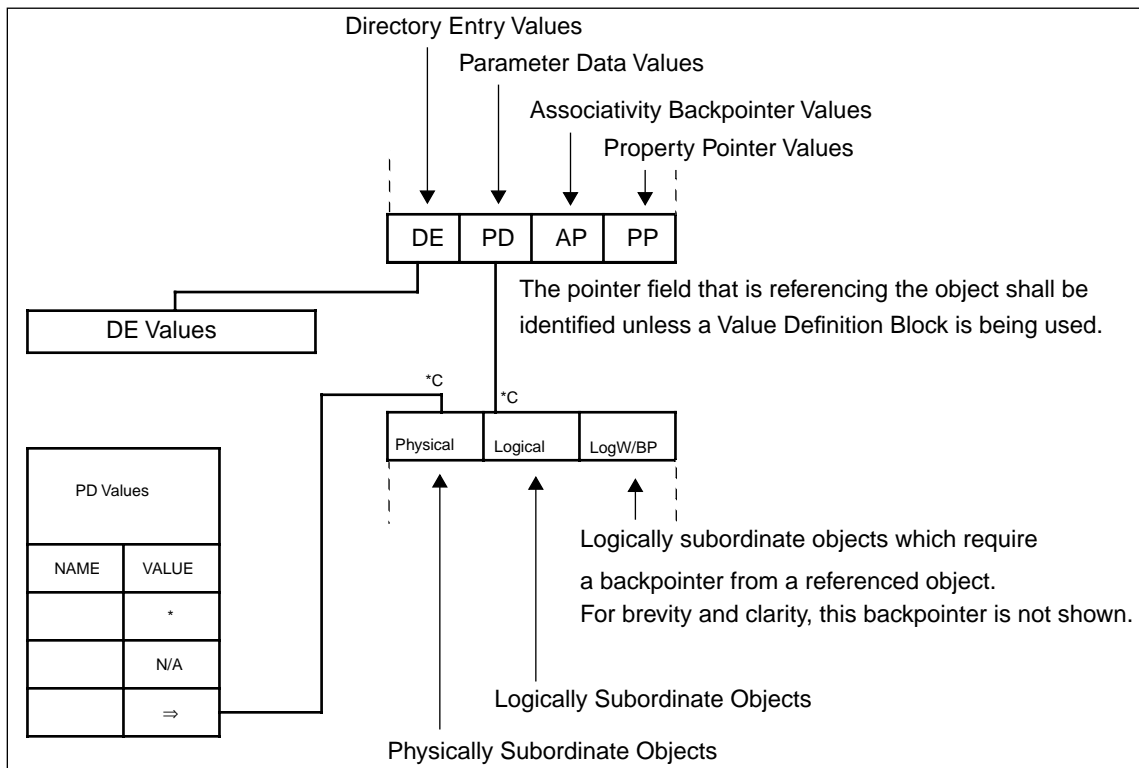 Directory Entry Values
Parameter Data Values
Associativity Backpointer Values
Property Pointer Values
DE PD AP PP
The pointer field that is referencing the object shall be
identified unless a Value Definition Block is being used.
DE Values
*C
*C
Physical Logical LogW/BP
PD Values
NAME VALUE
*
N/A
⇒
Logically subordinate objects which require
a backpointer from a referenced object.
For brevity and clarity, this backpointer is not shown.
Logically Subordinate Objects
Physically Subordinate Objects